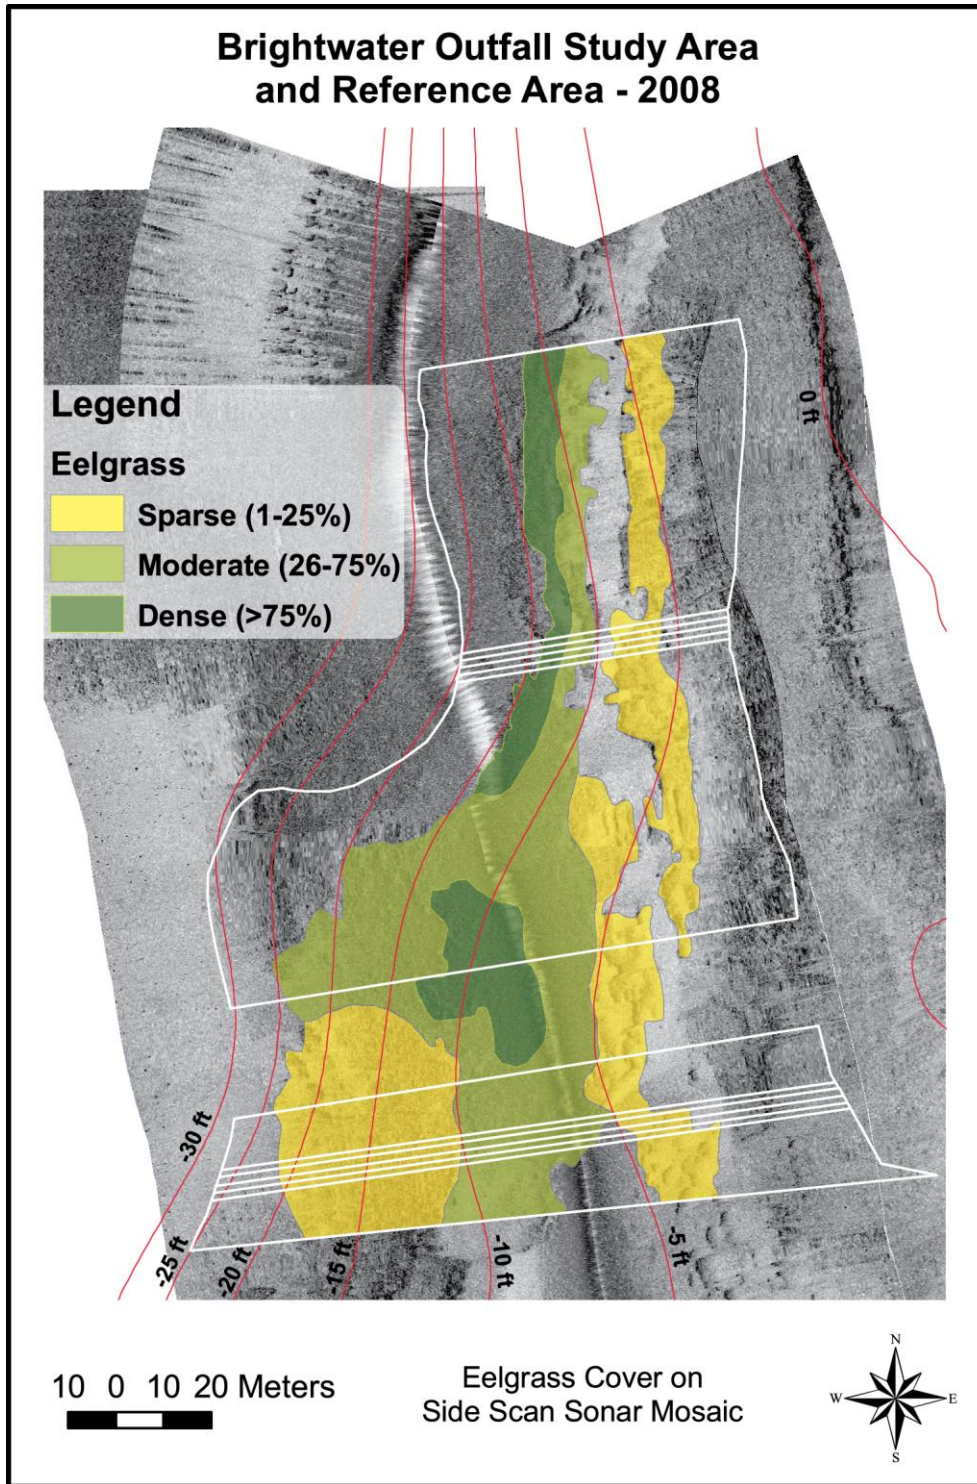 Brightwater Outfall Study Area
and Reference Area - 2008
0 ft
Legend
Eelgrass
Sparse (1-25%)
Moderate (26-75%)
Dense (>75%)
-30 ft
-25 ft
-20 ft
-15 ft
-10 ft
-5 ft
10 0 10 20 Meters
Eelgrass Cover on
Side Scan Sonar Mosaic
N
W E
S